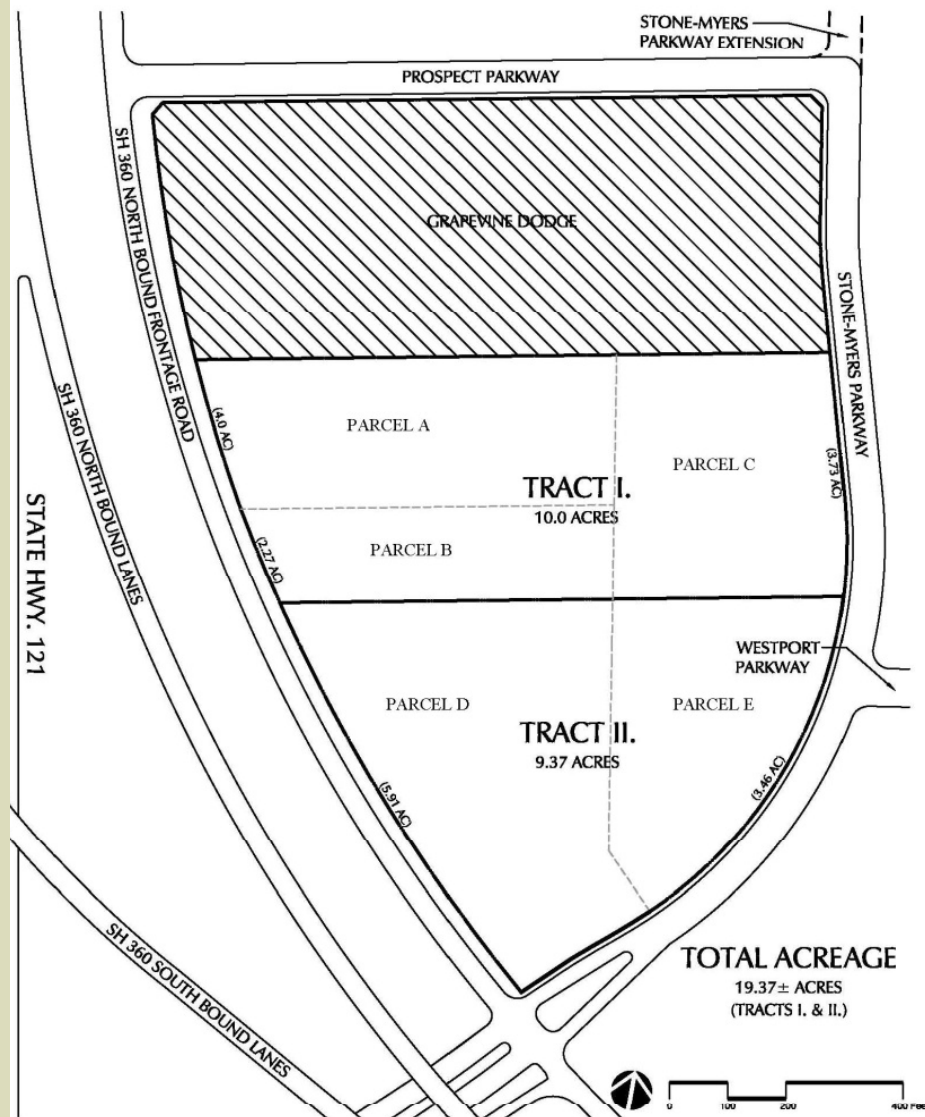 STONE-MYERS
PARKWAY EXTENSION
PROSPECT PARKWAY
SH 360 NORTH BOUND FRONTAGE ROAD
GRAPEVINE DODGE
STONE-MYERS PARKWAY
SH 360 NORTH BOUND LANES
STATE HWY. 121
(4.0 AC)
PARCEL A
PARCEL C
(3.73 AC)
TRACT I.
10.0 ACRES
(2.27 AC)
PARCEL B
WESTPORT
PARKWAY
PARCEL D
PARCEL E
TRACT II.
9.37 ACRES
(5.91 AC)
(3.46 AC)
SH 360 SOUTH BOUND LANES
TOTAL ACREAGE
19.37± ACRES
(TRACTS I. & II.)
0 100 200 400 Feet